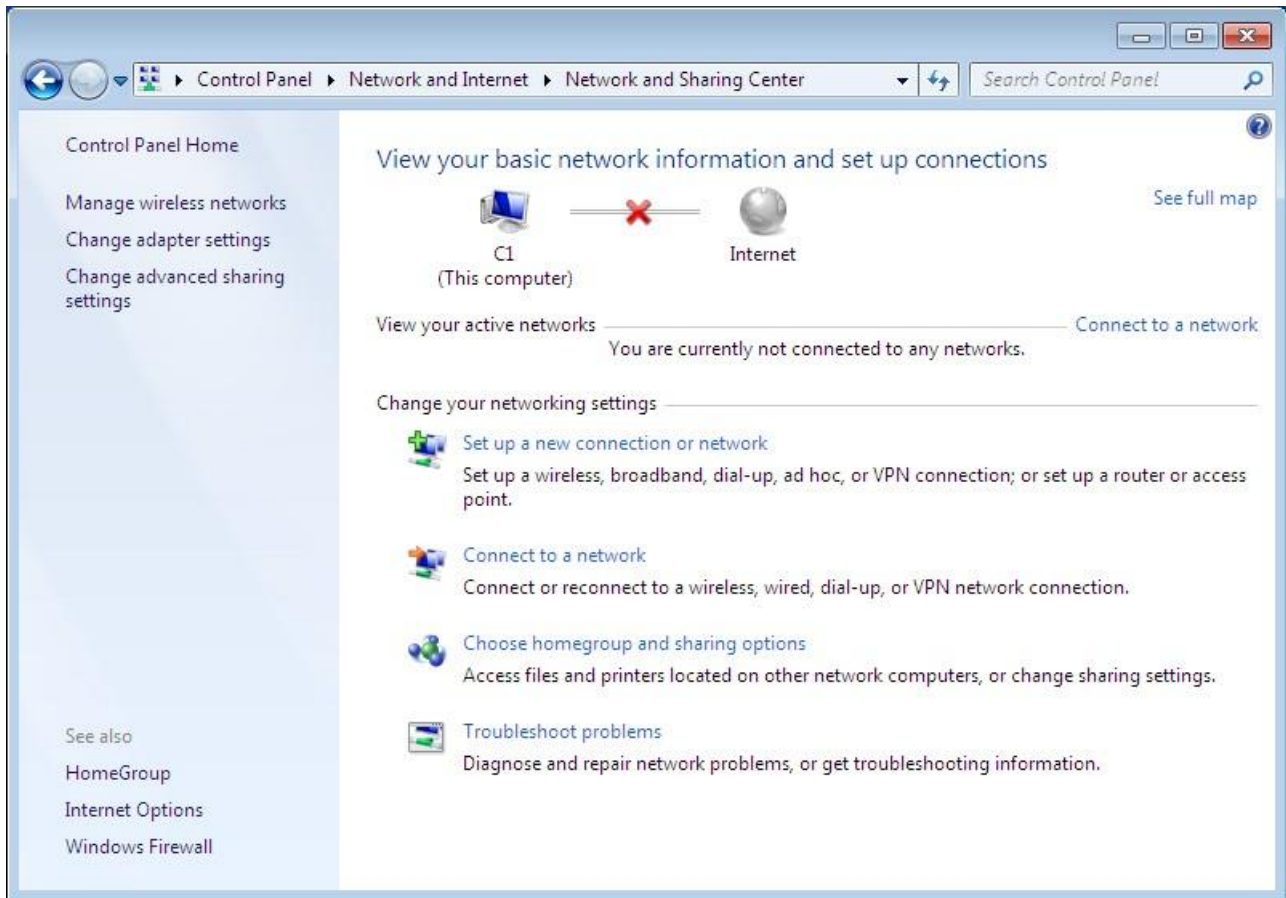 Control Panel Network and Internet Network and Sharing Center Search Control Panel
Control Panel Home
Manage wireless networks
Change adapter settings
Change advanced sharing
settings
View your basic network information and set up connections
See full map
C1
(This computer)
Internet
View your active networks
Connect to a network
You are currently not connected to any networks.
Change your networking settings
Set up a new connection or network
Set up a wireless, broadband, dial-up, ad hoc, or VPN connection; or set up a router or access
point.
Connect to a network
Connect or reconnect to a wireless, wired, dial-up, or VPN network connection.
Choose homegroup and sharing options
Access files and printers located on other network computers, or change sharing settings.
Troubleshoot problems
Diagnose and repair network problems, or get troubleshooting information.
See also
HomeGroup
Internet Options
Windows Firewall